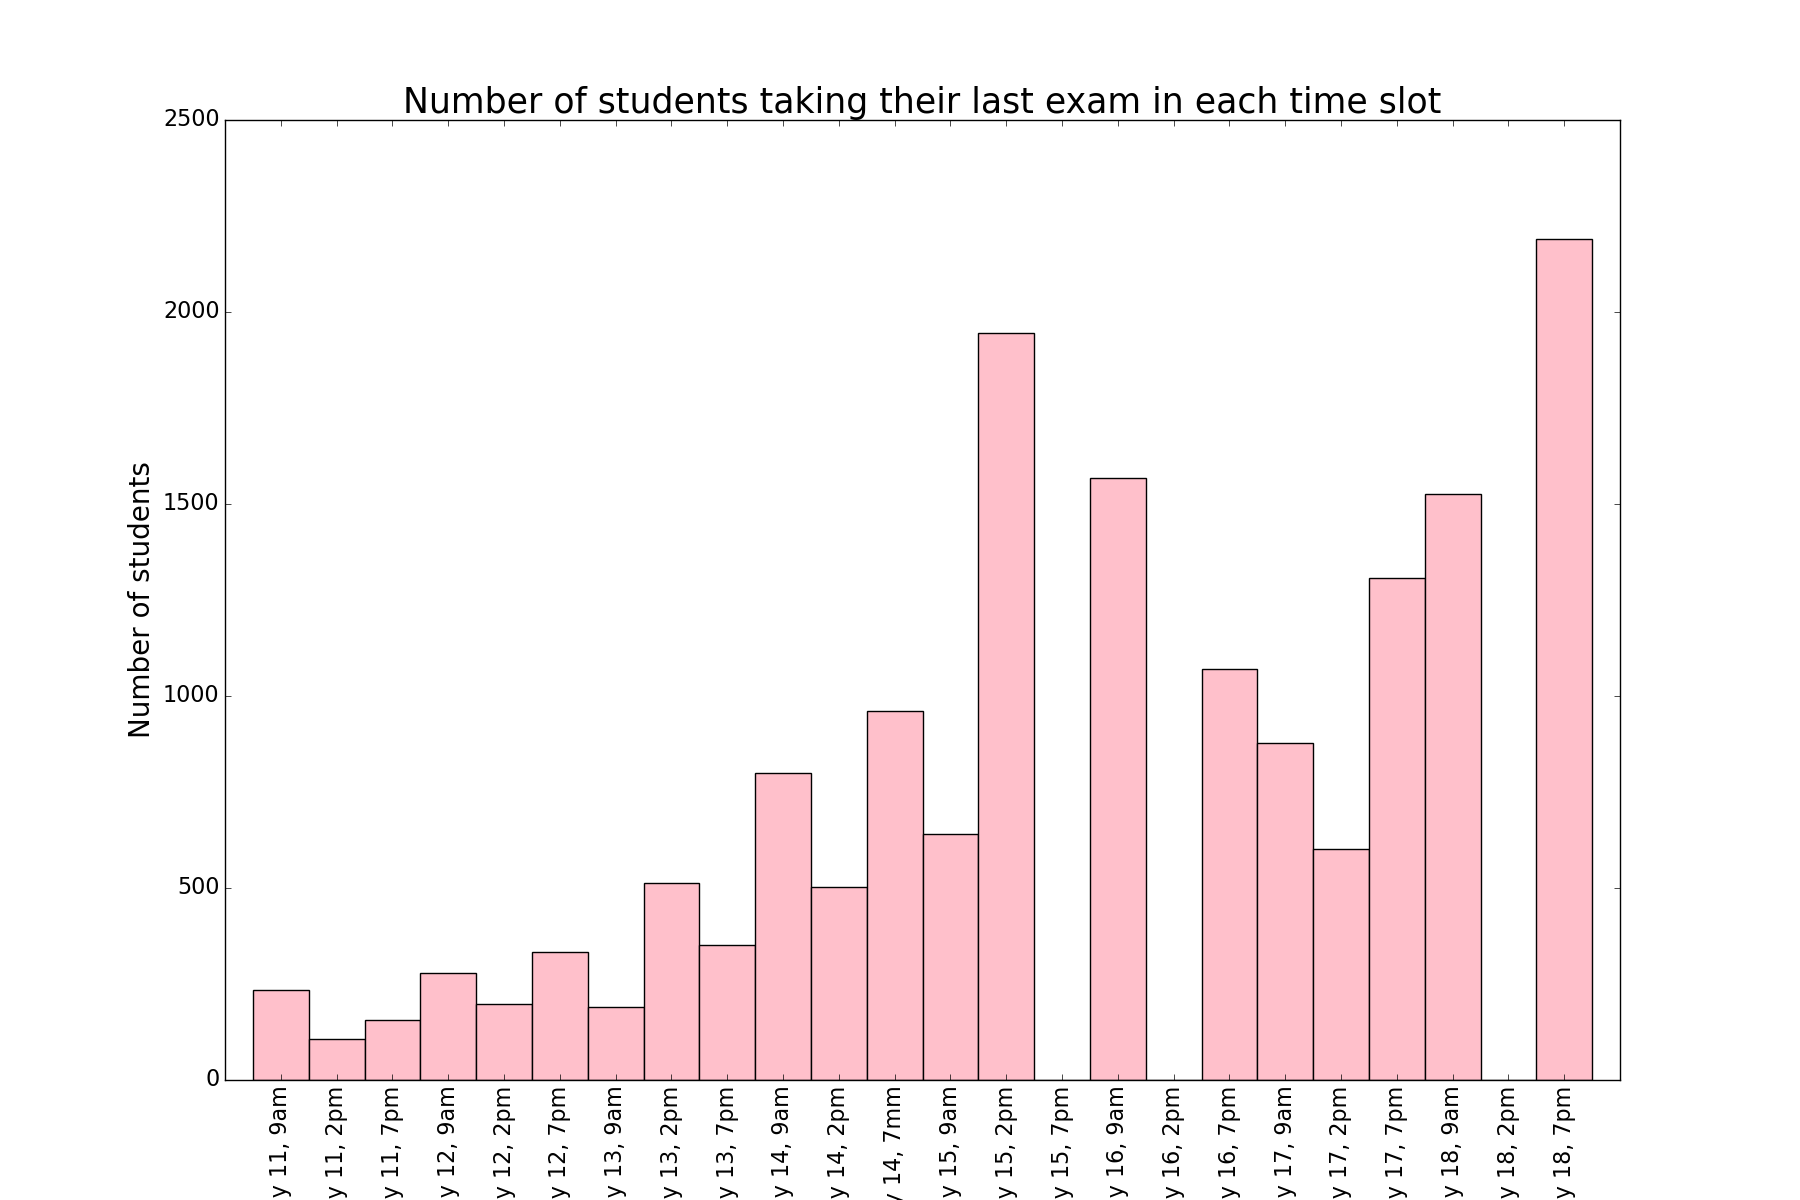 Number of students taking their last exam in each time slot
Number of students
2500
2000
1500
1000
500
0
y 11, 9am
y 11, 2pm
y 11, 7pm
y 12, 9am
y 12, 2pm
y 12, 7pm
y 13, 9am
y 13, 2pm
y 13, 7pm
y 14, 9am
y 14, 2pm
y 14, 7mm
y 15, 9am
y 15, 2pm
y 15, 7pm
y 16, 9am
y 16, 2pm
y 16, 7pm
y 17, 9am
y 17, 2pm
y 17, 7pm
y 18, 9am
y 18, 2pm
y 18, 7pm